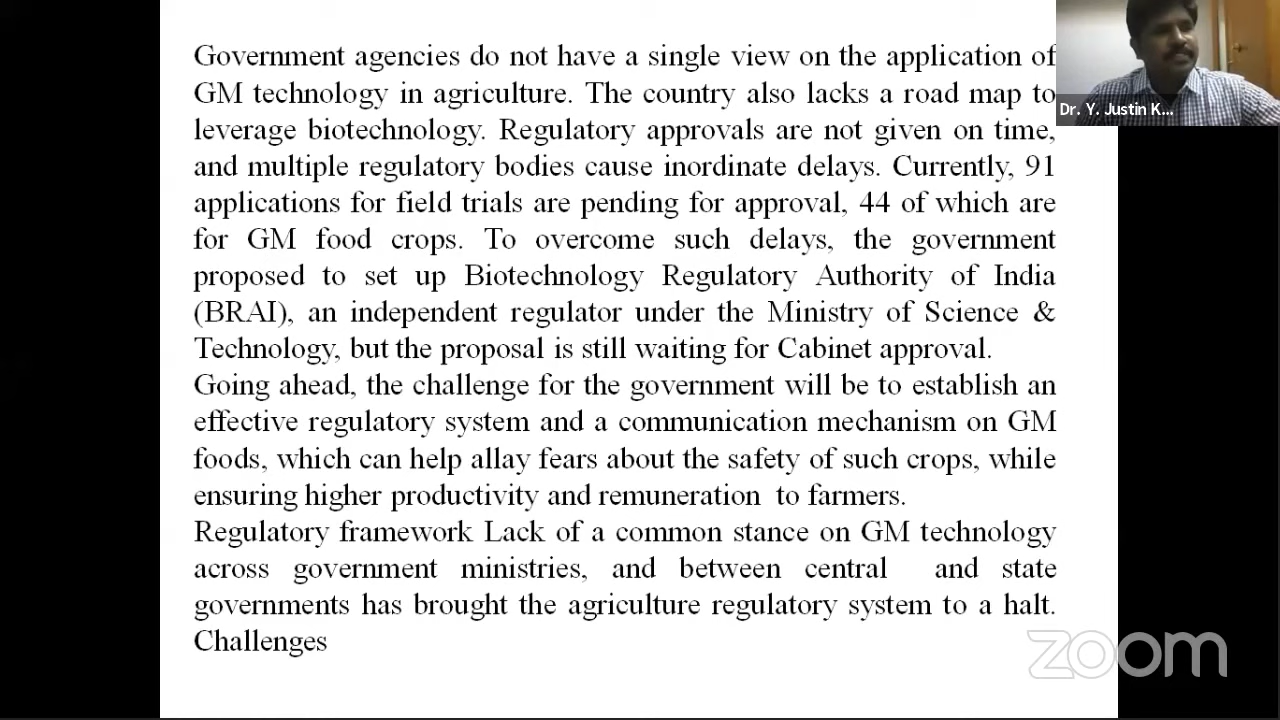 Government agencies do not have a single view on the application of
GM technology in agriculture. The country also lacks a road map to
leverage biotechnology. Regulatory approvals are not given on time,
and multiple regulatory bodies cause inordinate delays. Currently, 91
applications for field trials are pending for approval, 44 of which are
for GM food crops. To overcome such delays, the government
proposed to set up Biotechnology Regulatory Authority of India
(BRAI), an independent regulator under the Ministry of Science &
Technology, but the proposal is still waiting for Cabinet approval.
Going ahead, the challenge for the government will be to establish an
effective regulatory system and a communication mechanism on GM
foods, which can help allay fears about the safety of such crops, while
ensuring higher productivity and remuneration to farmers.
Regulatory framework Lack of a common stance on GM technology
across government ministries, and between central and state
governments has brought the agriculture regulatory system to a halt.
Challenges
Dr. Y. Justin K...
zoom